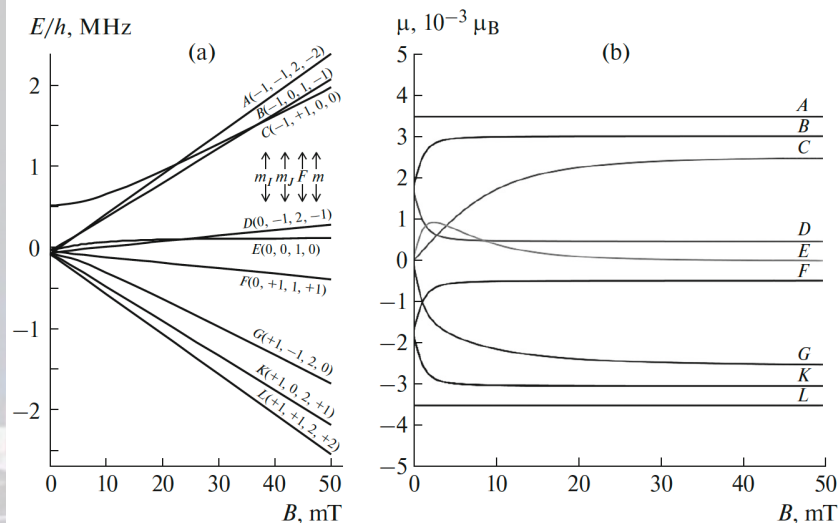 E/h, MHz
(a)
2
1
0
−1
−2
0
10
20
30
40
50
B, mT
A(−1, −1, 2, −2)
B(−1, 0, 1, −1)
C(−1, +1, 0, 0)
m_I m_J F m
D(0, −1, 2, −1)
E(0, 0, 1, 0)
F(0, +1, 1, +1)
G(+1, −1, 2, 0)
K(+1, 0, 2, +1)
L(+1, +1, 2, +2)
μ, 10⁻³ μ_B
(b)
5
4
3
2
1
0
−1
−2
−3
−4
−5
0
10
20
30
40
50
B, mT
A
B
C
D
E
F
G
K
L